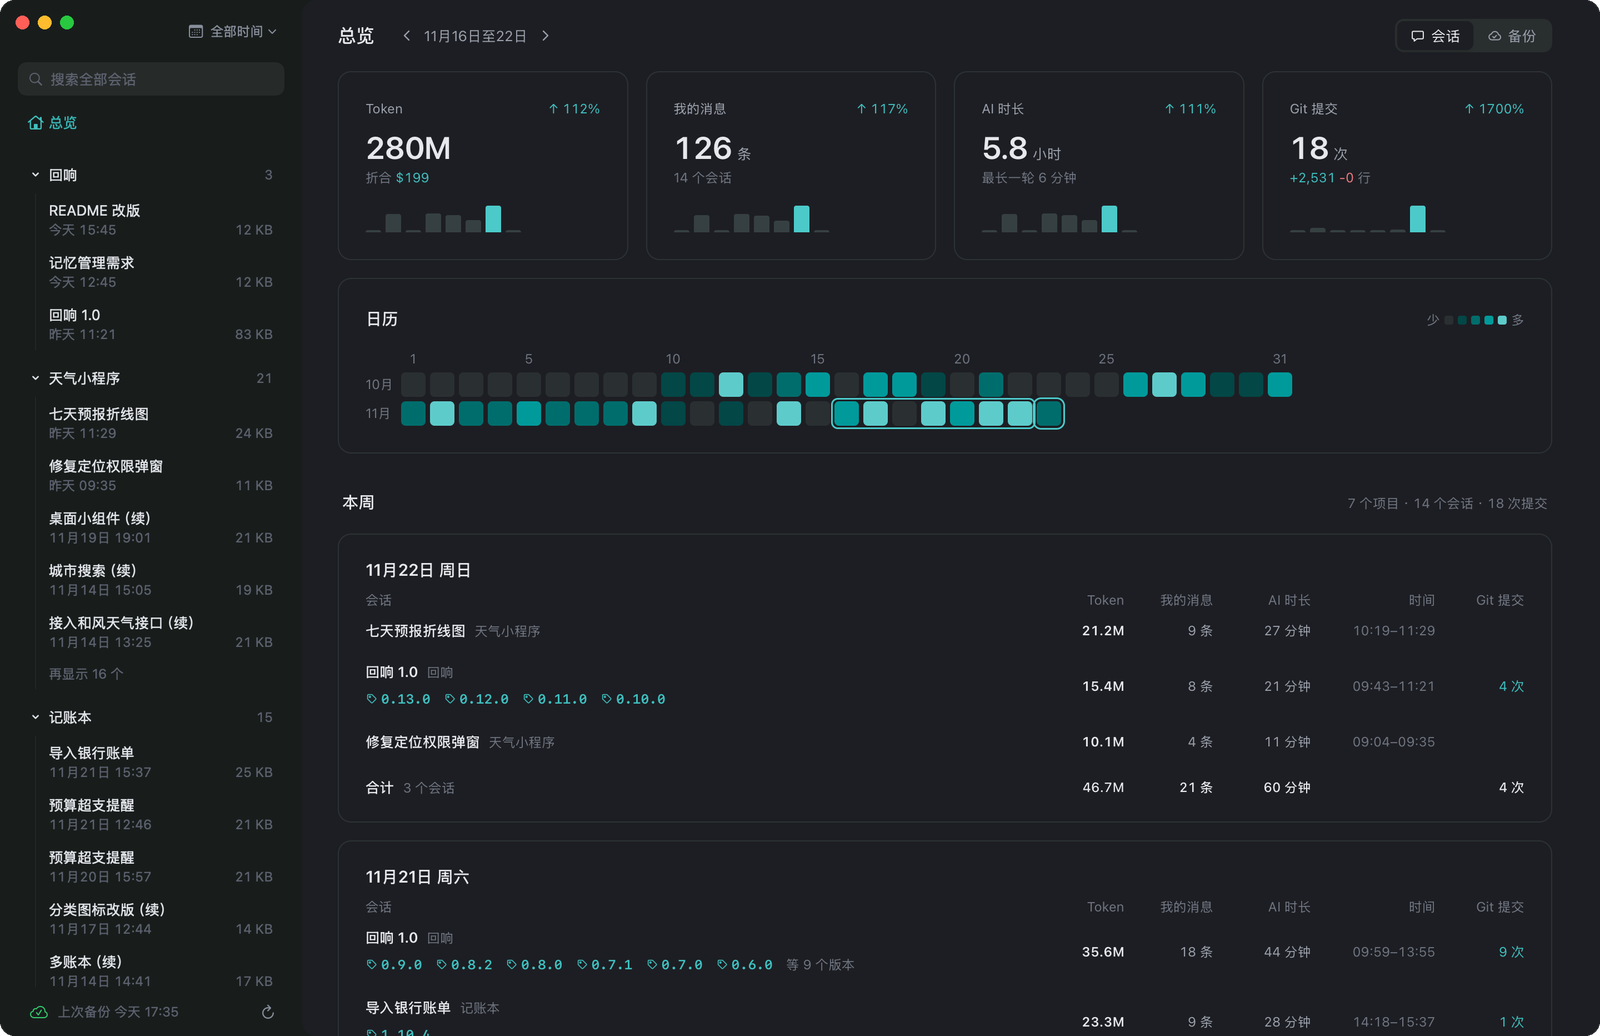 全部时间
搜索全部会话
总览
回响 3
README 改版
今天 15:45 12 KB
记忆管理需求
今天 12:45 12 KB
回响 1.0
昨天 11:21 83 KB
天气小程序 21
七天预报折线图
昨天 11:29 24 KB
修复定位权限弹窗
昨天 09:35 11 KB
桌面小组件 (续)
11月19日 19:01 21 KB
城市搜索 (续)
11月14日 15:05 19 KB
接入和风天气接口 (续)
11月14日 13:25 21 KB
再显示 16 个
记账本 15
导入银行账单
11月21日 15:37 25 KB
预算超支提醒
11月21日 12:46 21 KB
预算超支提醒
11月20日 15:57 21 KB
分类图标改版 (续)
11月17日 12:44 14 KB
多账本 (续)
11月14日 14:41 17 KB
上次备份 今天 17:35
总览 11月16日至22日 会话 备份
Token ↑ 112%
280M
折合 $199
我的消息 ↑ 117%
126 条
14 个会话
AI 时长 ↑ 111%
5.8 小时
最长一轮 6 分钟
Git 提交 ↑ 1700%
18 次
+2,531 -0 行
日历 少 多
1 5 10 15 20 25 31
10月
11月
本周 7 个项目 · 14 个会话 · 18 次提交
11月22日 周日
会话 Token 我的消息 AI 时长 时间 Git 提交
七天预报折线图 天气小程序 21.2M 9 条 27 分钟 10:19–11:29
回响 1.0 回响 15.4M 8 条 21 分钟 09:43–11:21 4 次
0.13.0 0.12.0 0.11.0 0.10.0
修复定位权限弹窗 天气小程序 10.1M 4 条 11 分钟 09:04–09:35
合计 3 个会话 46.7M 21 条 60 分钟 4 次
11月21日 周六
会话 Token 我的消息 AI 时长 时间 Git 提交
回响 1.0 回响 35.6M 18 条 44 分钟 09:59–13:55 9 次
0.9.0 0.8.2 0.8.0 0.7.1 0.7.0 0.6.0 等 9 个版本
导入银行账单 记账本 23.3M 9 条 28 分钟 14:18–15:37 1 次
1.10.4